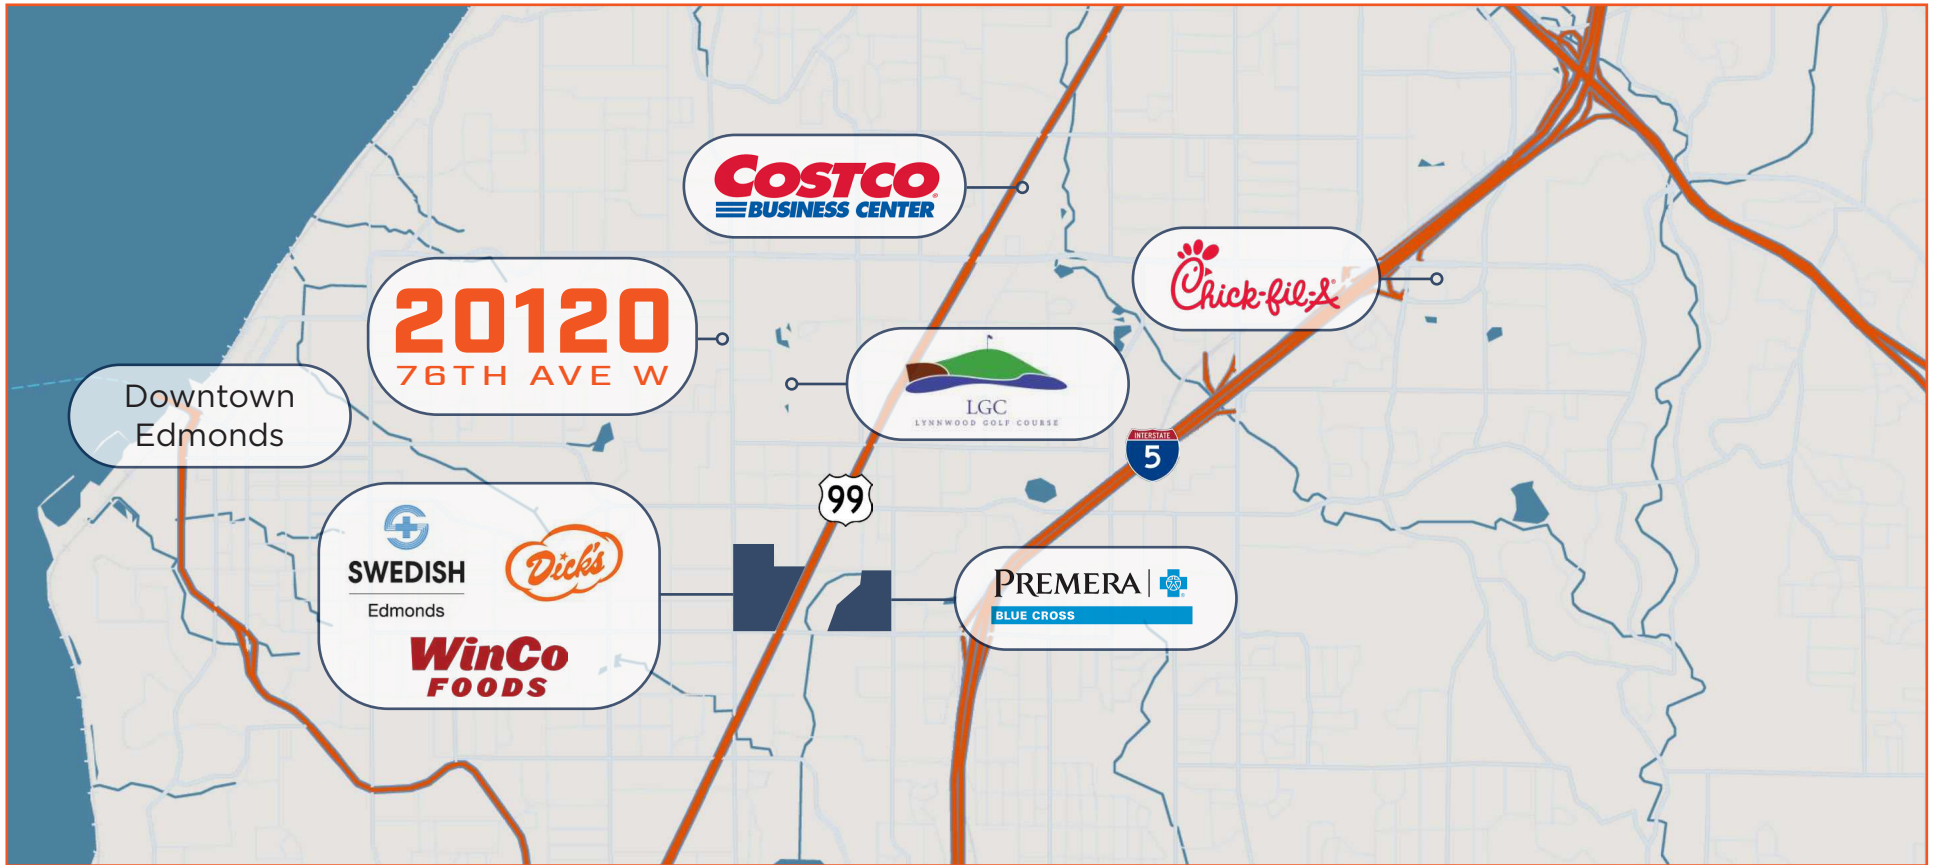 COSTCO
BUSINESS CENTER
Chick-fil-A
20120
76TH AVE W
LGC
LYNNWOOD GOLF COURSE
Downtown
Edmonds
INTERSTATE
5
99
SWEDISH
Edmonds
Dick's
WinCo
FOODS
PREMERA
BLUE CROSS